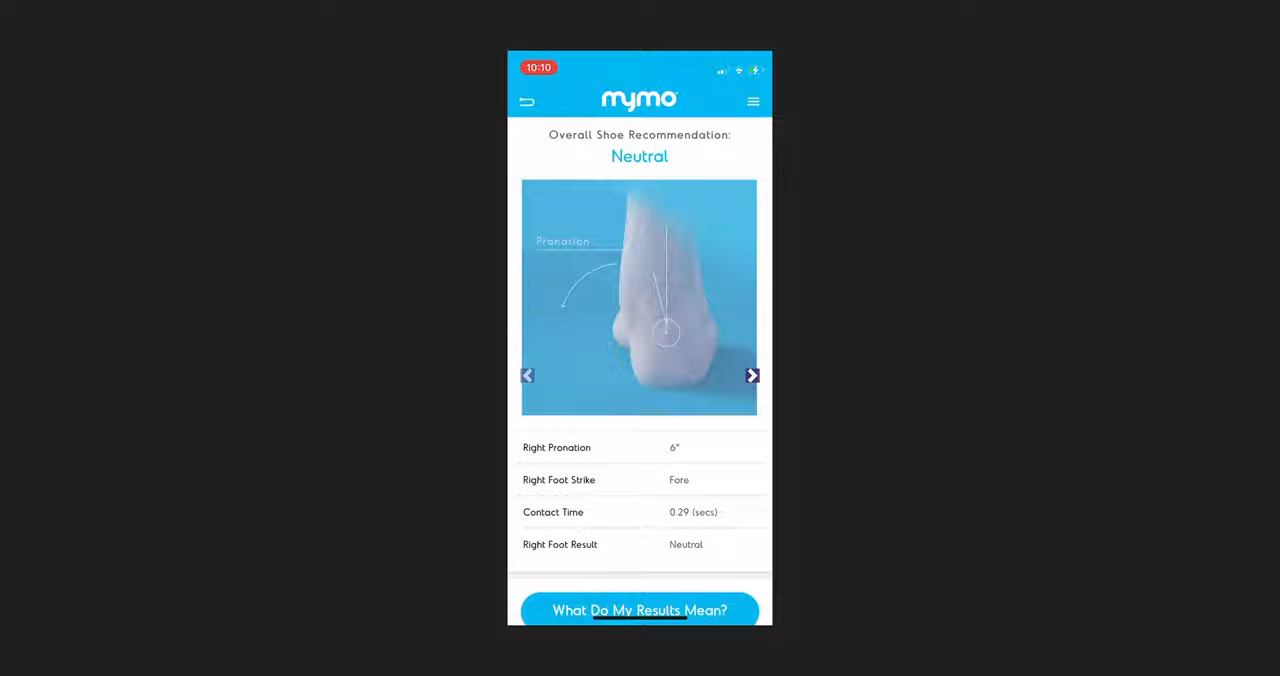 10:10
mymo
Overall Shoe Recommendation:
Neutral
Pronation
Right Pronation 6°
Right Foot Strike Fore
Contact Time 0.29 (secs)
Right Foot Result Neutral
What Do My Results Mean?